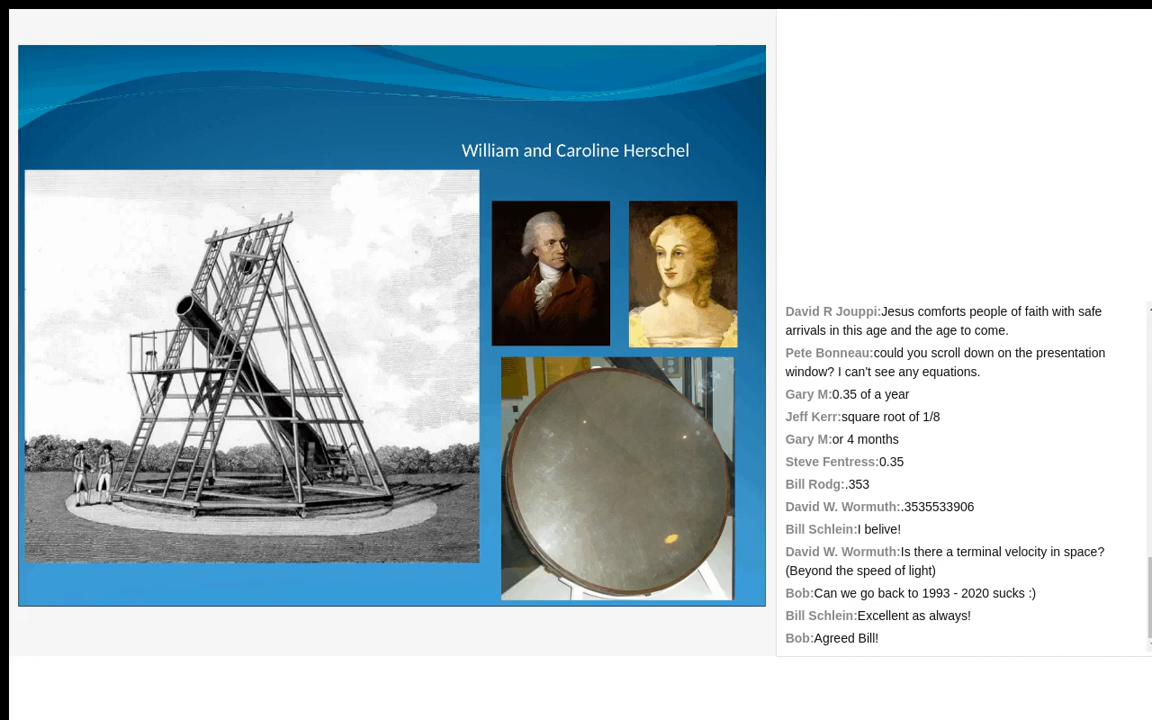 William and Caroline Herschel
David R Jouppi:Jesus comforts people of faith with safe
arrivals in this age and the age to come.
Pete Bonneau:could you scroll down on the presentation
window? I can't see any equations.
Gary M:0.35 of a year
Jeff Kerr:square root of 1/8
Gary M:or 4 months
Steve Fentress:0.35
Bill Rodg:.353
David W. Wormuth:.3535533906
Bill Schlein:I belive!
David W. Wormuth:Is there a terminal velocity in space?
(Beyond the speed of light)
Bob:Can we go back to 1993 - 2020 sucks :)
Bill Schlein:Excellent as always!
Bob:Agreed Bill!